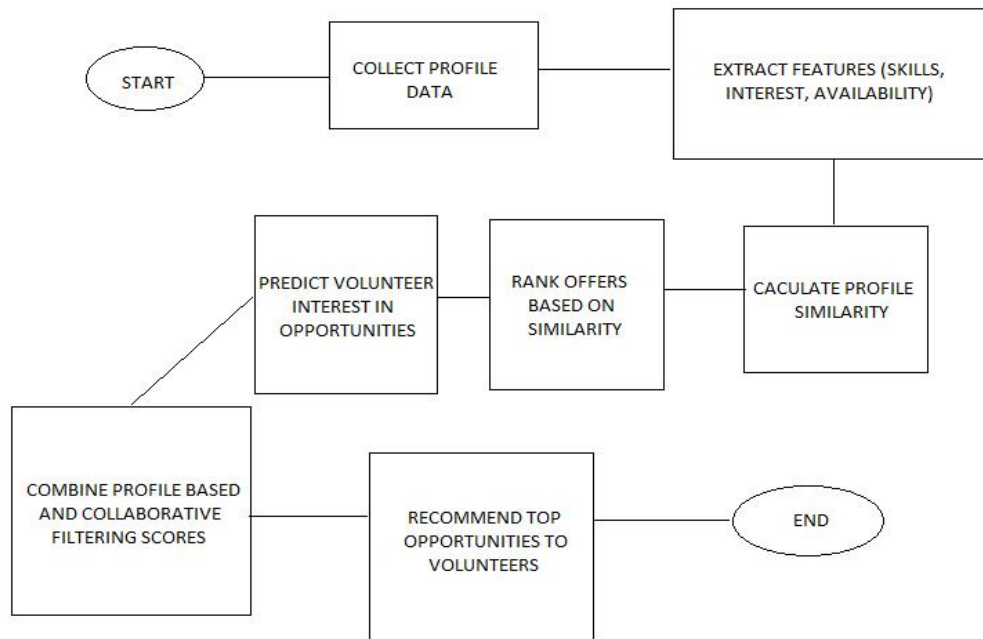 START
COLLECT PROFILE
DATA
EXTRACT FEATURES (SKILLS,
INTEREST, AVAILABILITY)
CACULATE PROFILE
SIMILARITY
RANK OFFERS
BASED ON
SIMILARITY
PREDICT VOLUNTEER
INTEREST IN
OPPORTUNITIES
COMBINE PROFILE BASED
AND COLLABORATIVE
FILTERING SCORES
RECOMMEND TOP
OPPORTUNITIES TO
VOLUNTEERS
END